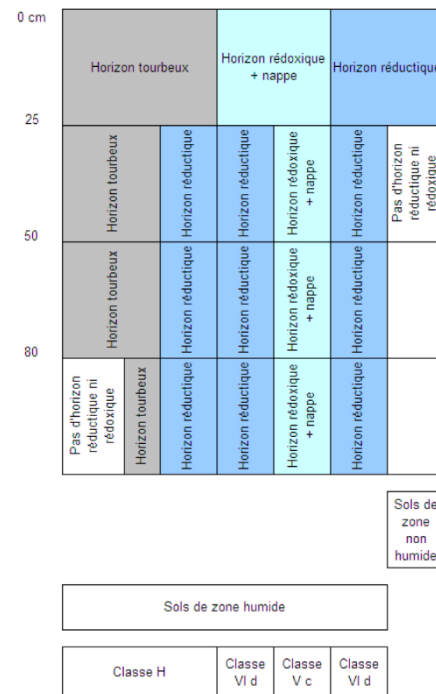 0 cm
Horizon tourbeux
Horizon rédoxique
+ nappe
Horizon réductique
25
Horizon tourbeux
Horizon réductique
Horizon réductique
Horizon rédoxique
+ nappe
Horizon réductique
Pas d'horizon
réductique ni
rédoxique
50
Horizon tourbeux
Horizon réductique
Horizon réductique
Horizon rédoxique
+ nappe
Horizon réductique
80
Pas d'horizon
réductique ni
rédoxique
Horizon tourbeux
Horizon réductique
Horizon réductique
Horizon rédoxique
+ nappe
Horizon réductique
Sols de
zone
non
humide
Sols de zone humide
Classe H
Classe
VI d
Classe
V c
Classe
VI d